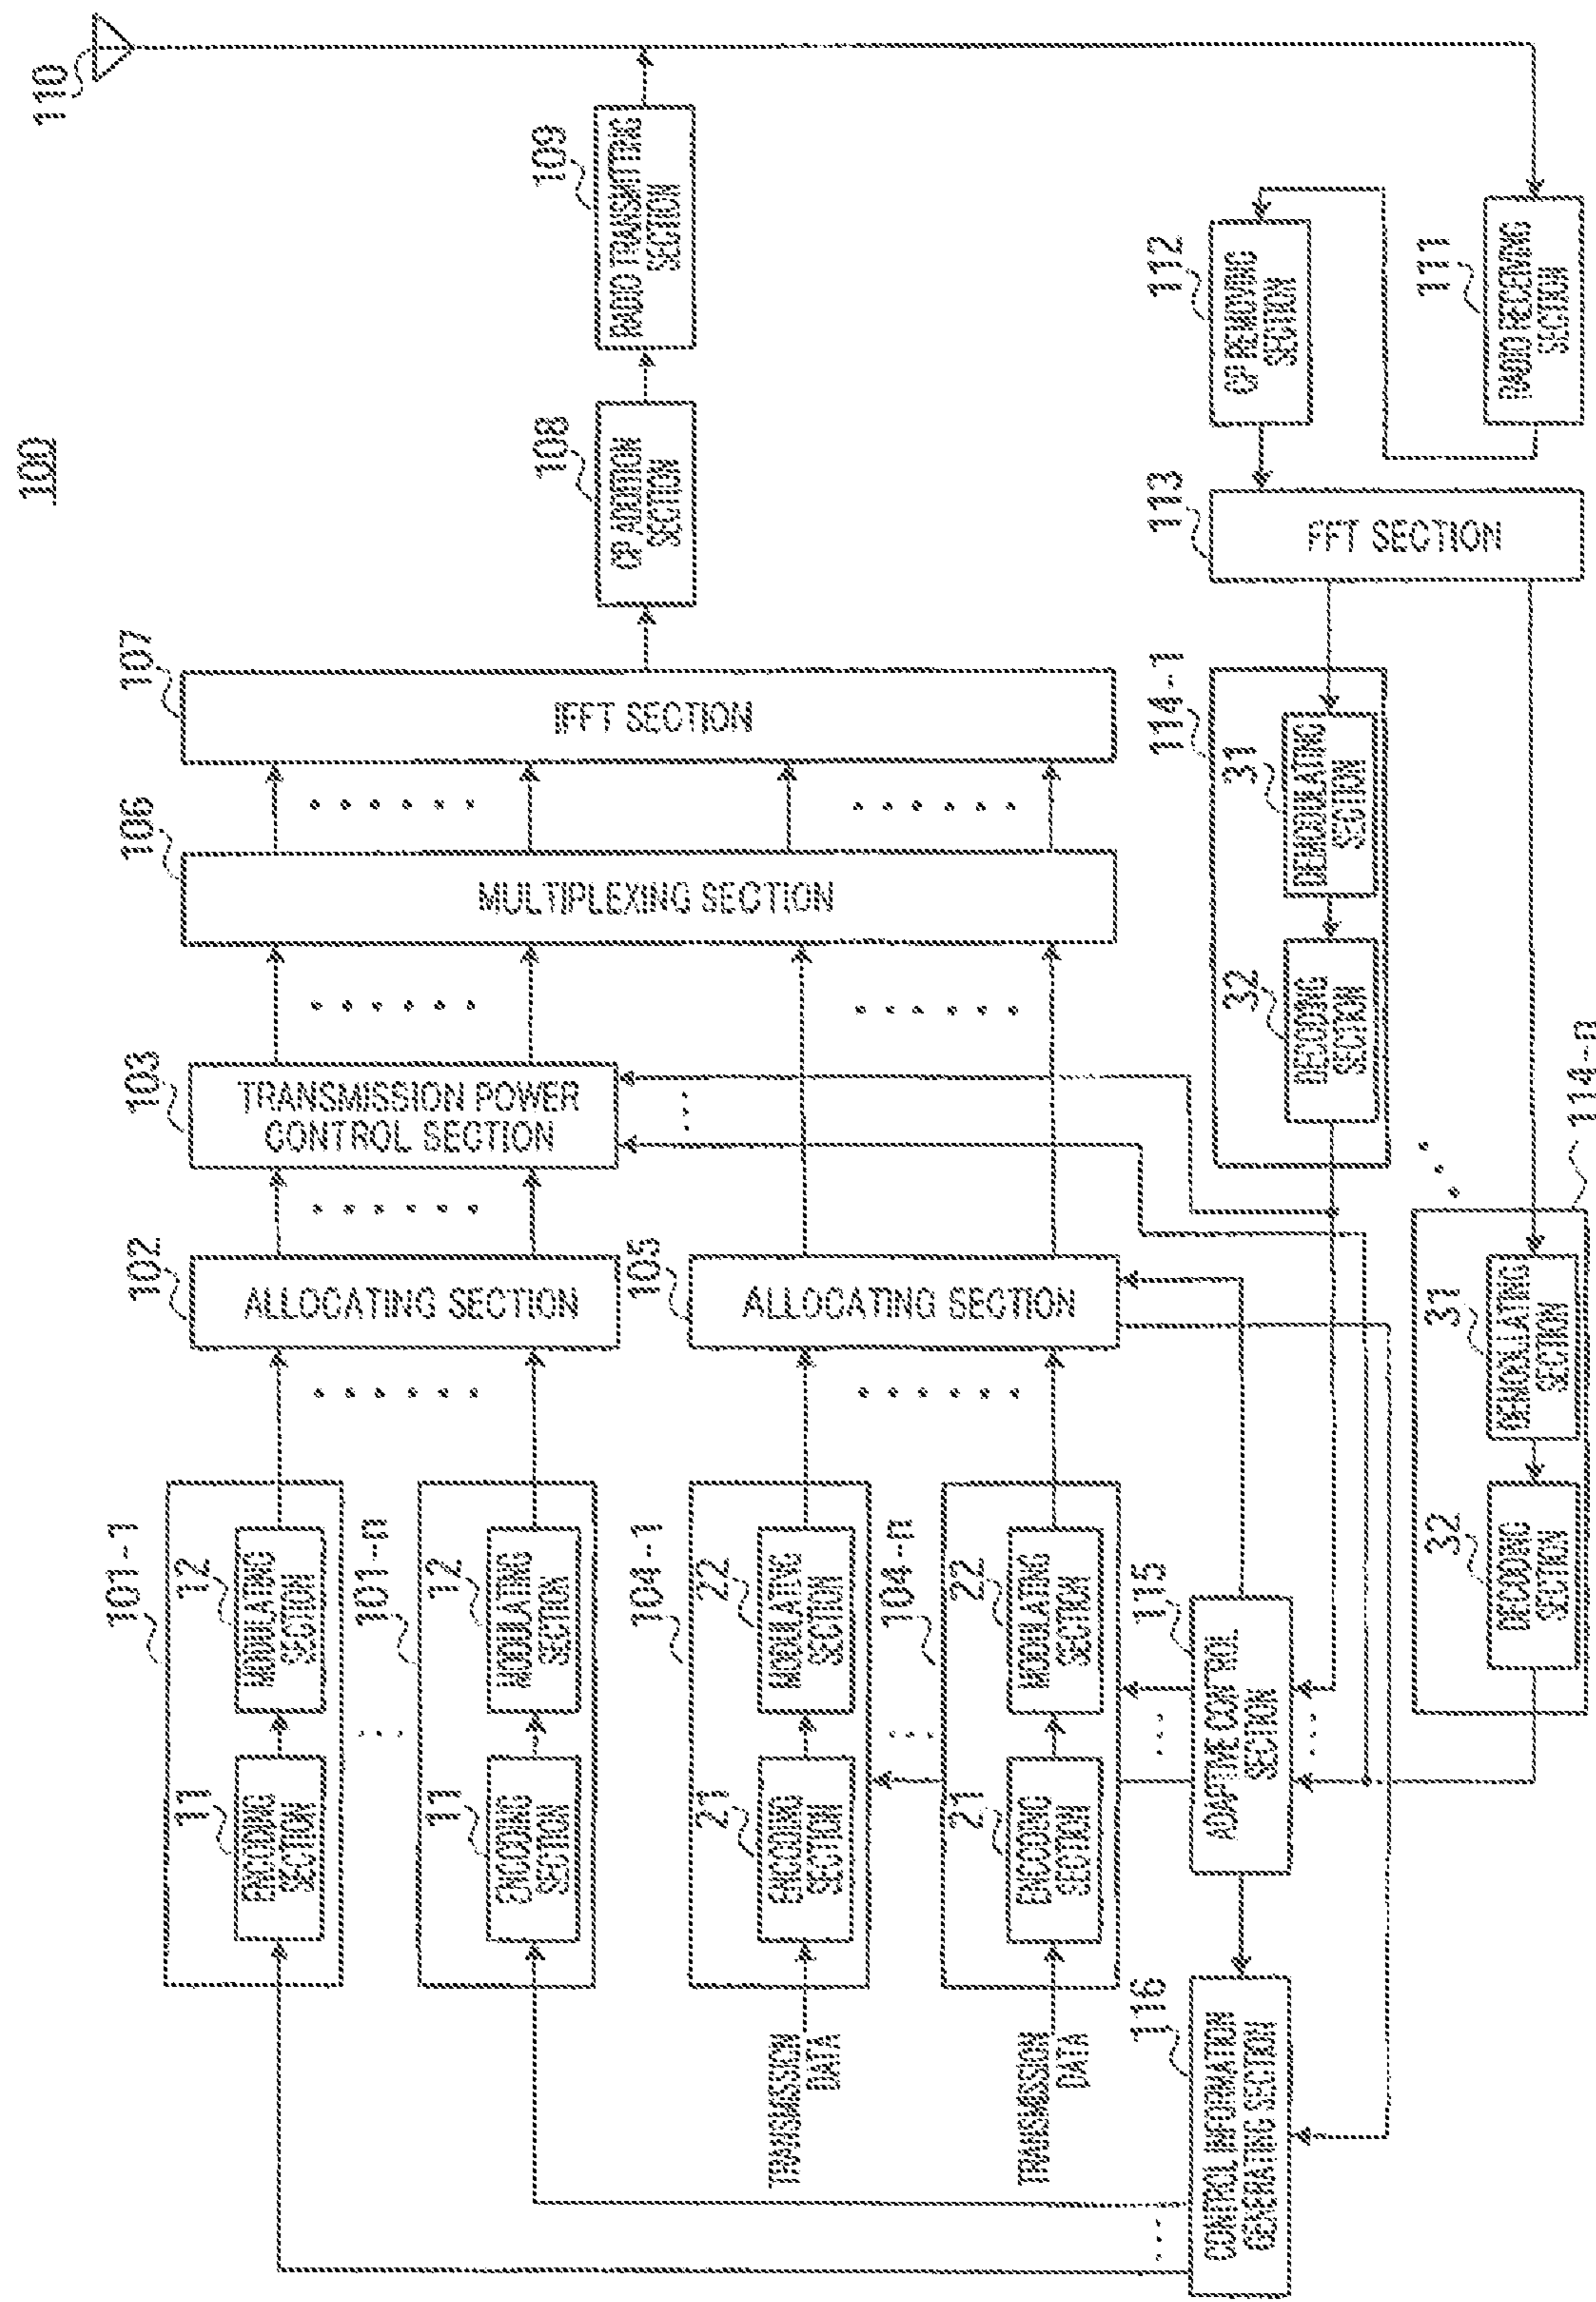 100
101-1
11
ENCODING
SECTION
12
MODULATING
SECTION
101-n
11
ENCODING
SECTION
12
MODULATING
SECTION
102
ALLOCATING SECTION
103
TRANSMISSION POWER
CONTROL SECTION
104-1
TRANSMISSION
DATA
21
ENCODING
SECTION
22
MODULATING
SECTION
104-n
TRANSMISSION
DATA
21
ENCODING
SECTION
22
MODULATING
SECTION
105
ALLOCATING SECTION
106
MULTIPLEXING SECTION
107
IFFT SECTION
108
CP ADDITION
SECTION
109
RADIO TRANSMITTING
SECTION
110
111
RADIO RECEIVING
SECTION
112
CP REMOVING
SECTION
113
FFT SECTION
114-1
31
DEMODULATING
SECTION
32
DECODING
SECTION
114-n
31
DEMODULATING
SECTION
32
DECODING
SECTION
115
ADAPTIVE CONTROL
SECTION
116
CONTROL INFORMATION
GENERATING SECTION